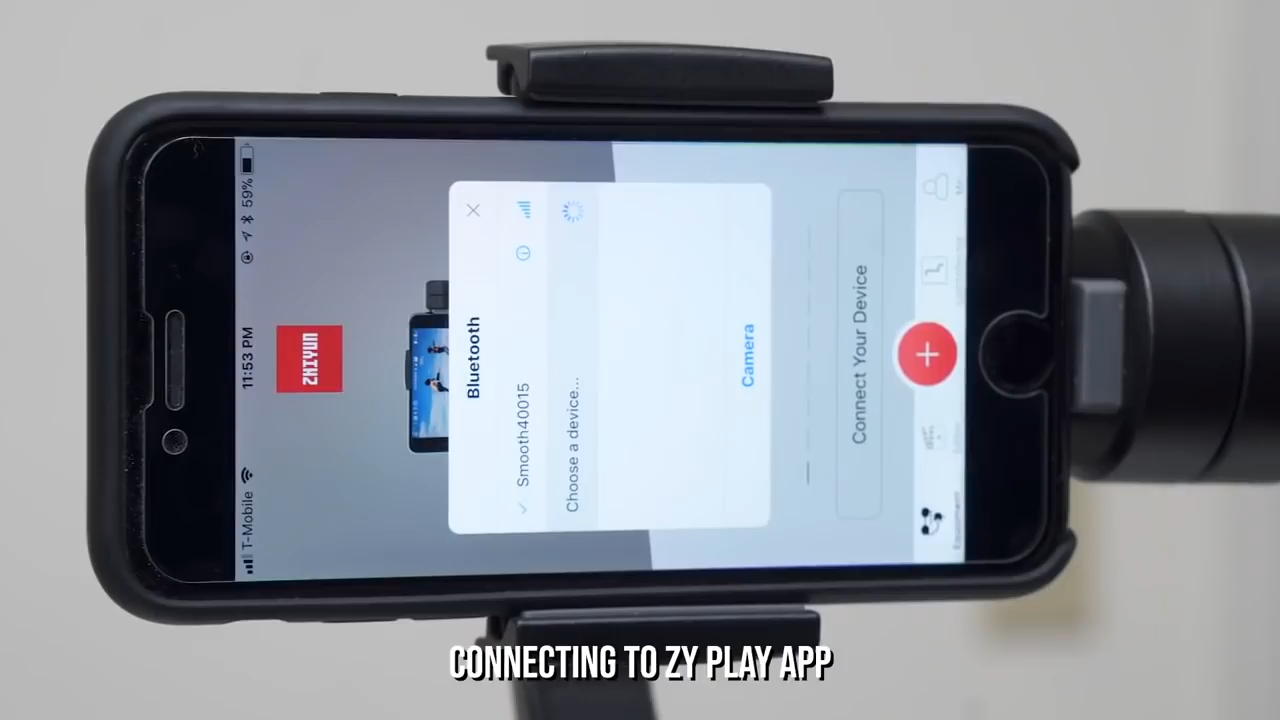 T-Mobile
11:53 PM
59%
ZHIYUN
Bluetooth
Smooth40015
Choose a device...
Camera
Connect Your Device
CONNECTING TO ZY PLAY APP